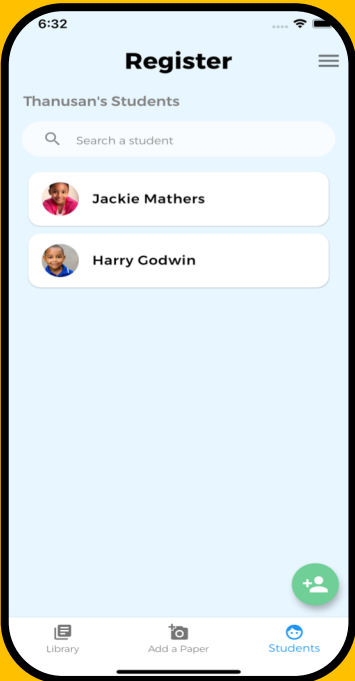 6:32
Register
Thanusan's Students
Search a student
Jackie Mathers
Harry Godwin
Library
Add a Paper
Students